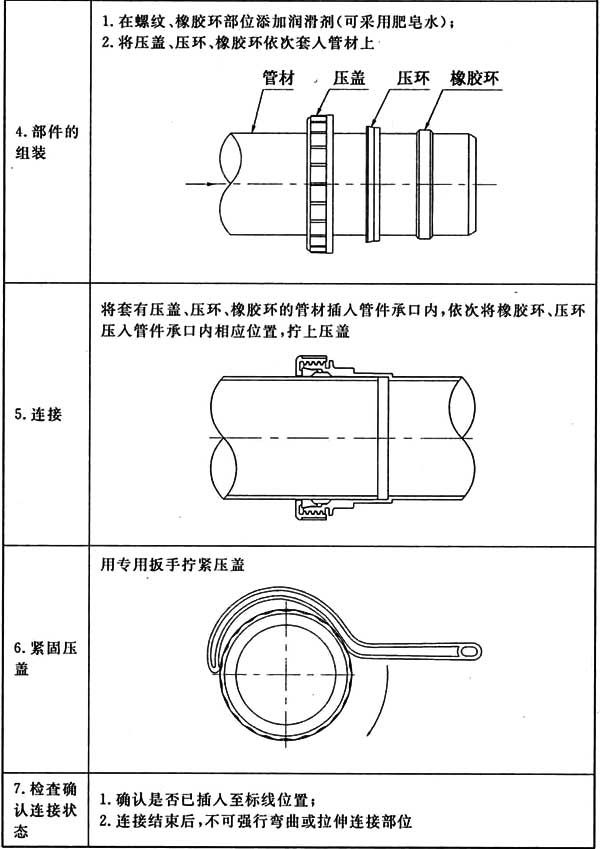 4.部件的
组装
1.在螺纹、橡胶环部位添加润滑剂(可采用肥皂水);
2.将压盖、压环、橡胶环依次套入管材上
管材
压盖
压环
橡胶环
5.连接
将套有压盖、压环、橡胶环的管材插入管件承口内,依次将橡胶环、压环
压入管件承口内相应位置,拧上压盖
6.紧固压
盖
用专用扳手拧紧压盖
7.检查确
认连接状
态
1.确认是否已插入至标线位置;
2.连接结束后,不可强行弯曲或拉伸连接部位